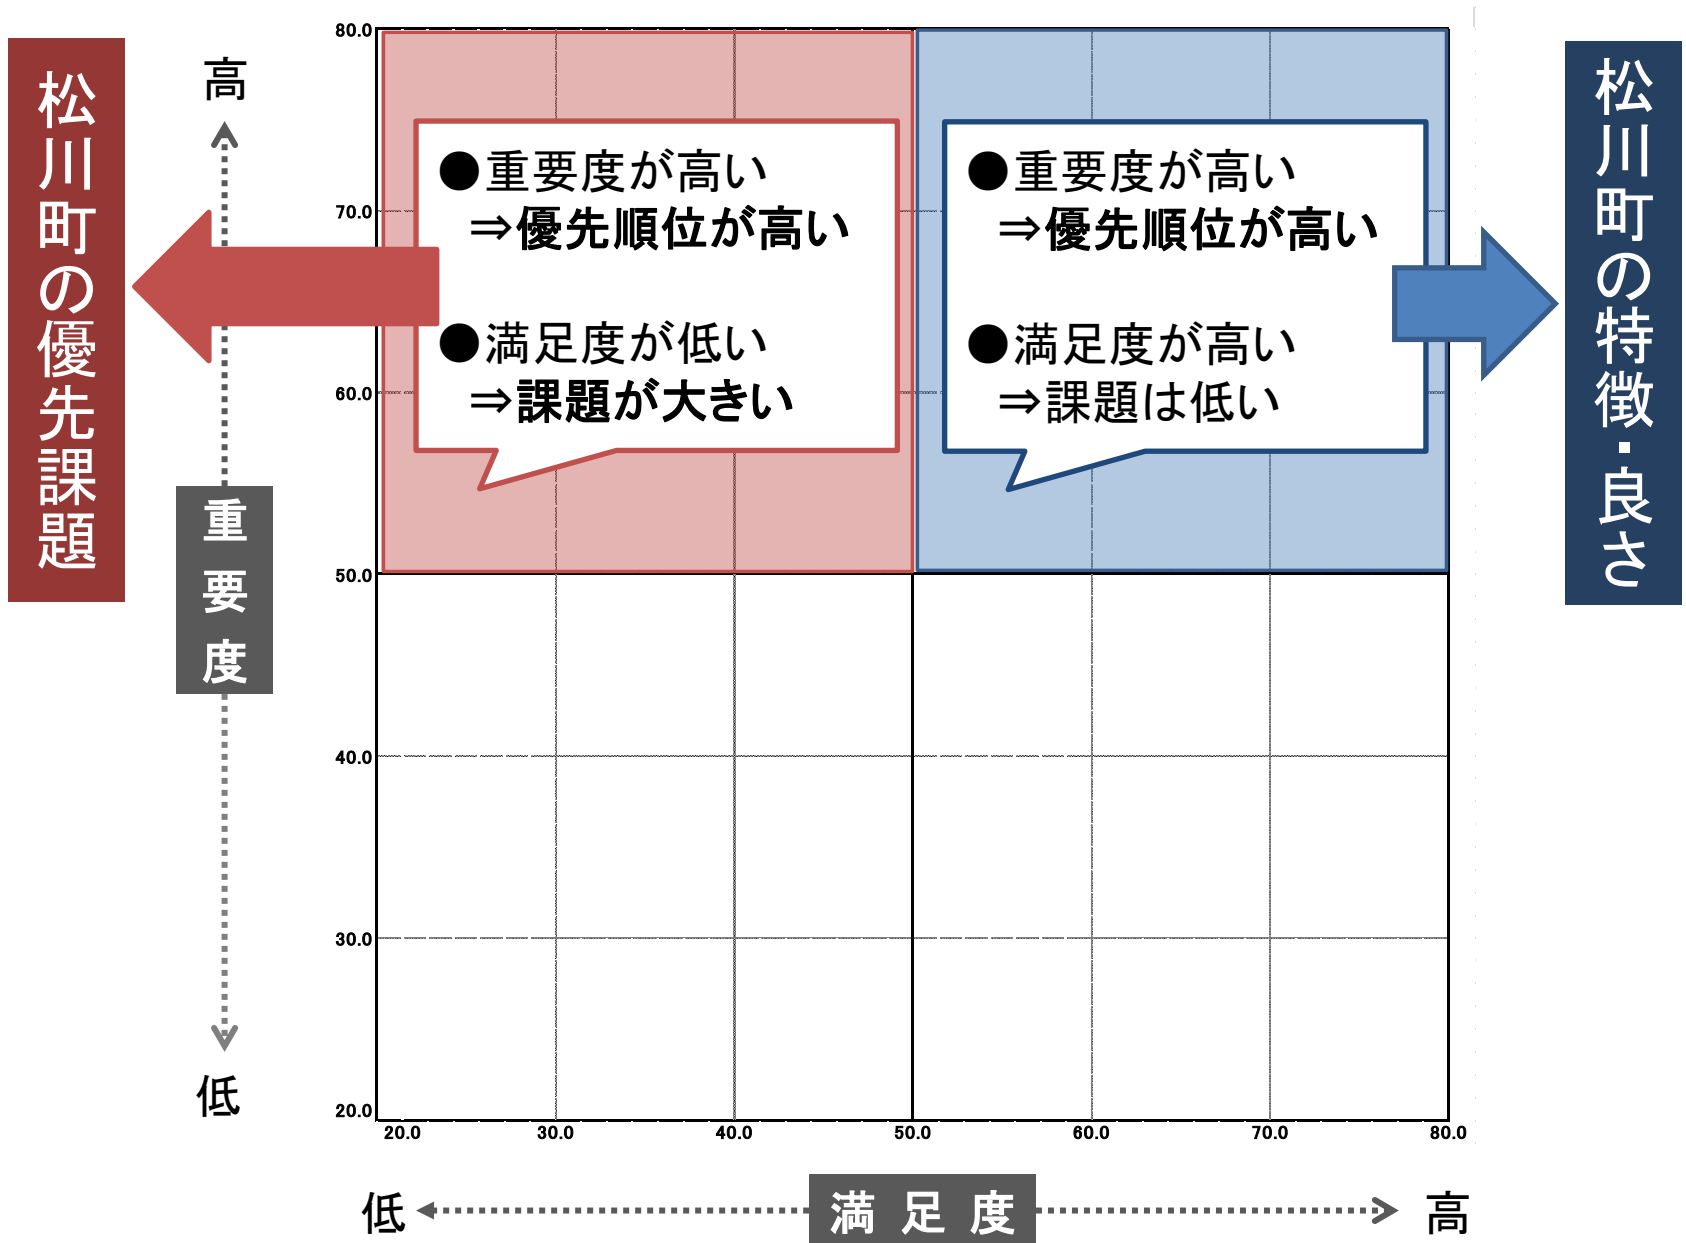 松川町の優先課題
高
重要度
低
80.0
70.0
60.0
50.0
40.0
30.0
20.0
●重要度が高い
⇒優先順位が高い
●満足度が低い
⇒課題が大きい
●重要度が高い
⇒優先順位が高い
●満足度が高い
⇒課題は低い
松川町の特徴・良さ
20.0 30.0 40.0 50.0 60.0 70.0 80.0
低 満足度 高